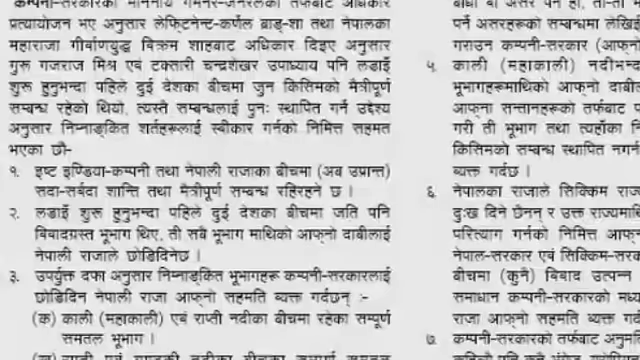 कम्पनी-सरकारका माननीय गभर्नर-जनरलको तर्फबाट अधिकार
प्रत्यायोजन भए अनुसार लेफ्टिनेन्ट-कर्णेल ब्राड्-शा तथा नेपालका
महाराजा गीर्वाणयुद्ध बिक्रम शाहबाट अधिकार दिइए अनुसार
गुरू गजराज मिश्र एवं टक्सारी चन्द्रशेखर उपाध्याय पनि लडाइँ
शुरू हुनुभन्दा पहिले दुई देशका बीचमा जुन किसिमको मैत्रीपूर्ण
सम्बन्ध रहेको थियो, त्यस्तै सम्बन्धलाई पुनः स्थापित गर्ने उद्देश्य
अनुसार निम्नाङ्कित शर्तहरूलाई स्वीकार गर्नको निमित्त सहमत
भएका छौं-
१. इष्ट इण्डिया-कम्पनी तथा नेपाली राजाका बीचमा (अब उप्रान्त)
सदा-सर्बदा शान्ति तथा मैत्रीपूर्ण सम्बन्ध रहिरहने छ ।
२. लडाइँ शुरू हुनुभन्दा पहिले दुई देशका बीचमा जति पनि
बिबादग्रस्त भूभाग थिए, ती सबै भूभाग माथिको आफ्नो दाबीलाई
नेपाली राजाले छोडिदिनेछ ।
३. उपर्युक्त दफा अनुसार निम्नाङ्कित भूभागहरू कम्पनी-सरकारलाई
छोडिदिन नेपाली राजा आफ्नो सहमति ब्यक्त गर्दछन् :-
(क) काली (महाकाली) एवं राप्ती नदीका बीचमा रहेका सम्पूर्ण
समतल भूभाग ।
पर्ने असरहरूको सम्बन्धमा लेखिए
गराउन कम्पनी-सरकार (आफ्नो
५. काली (महाकाली) नदीभन्दा
भूभागहरूमाथिको आफ्नो दाबील
आफ्ना सन्तानहरूको तर्फबाट
गरी ती भूभाग तथा त्यहाँका नि
किसिमको सम्बन्ध स्थापित नगर्न
ब्यक्त गर्दछ ।
६. नेपालका राजाले सिक्किम राज
दुःख दिने छैनन् र उक्त राज्यमाथि
परित्याग गर्नको निमित्त आफ्न
नेपाल-सरकार एवं सिक्किम-सरक
बीचमा (कुनै) बिबाद उत्पन्न
समाधान कम्पनी-सरकारको मध्य
राजा आफ्नो सहमति ब्यक्त गर्द
७. कम्पनी-सरकारको तर्फबाट अनुमति